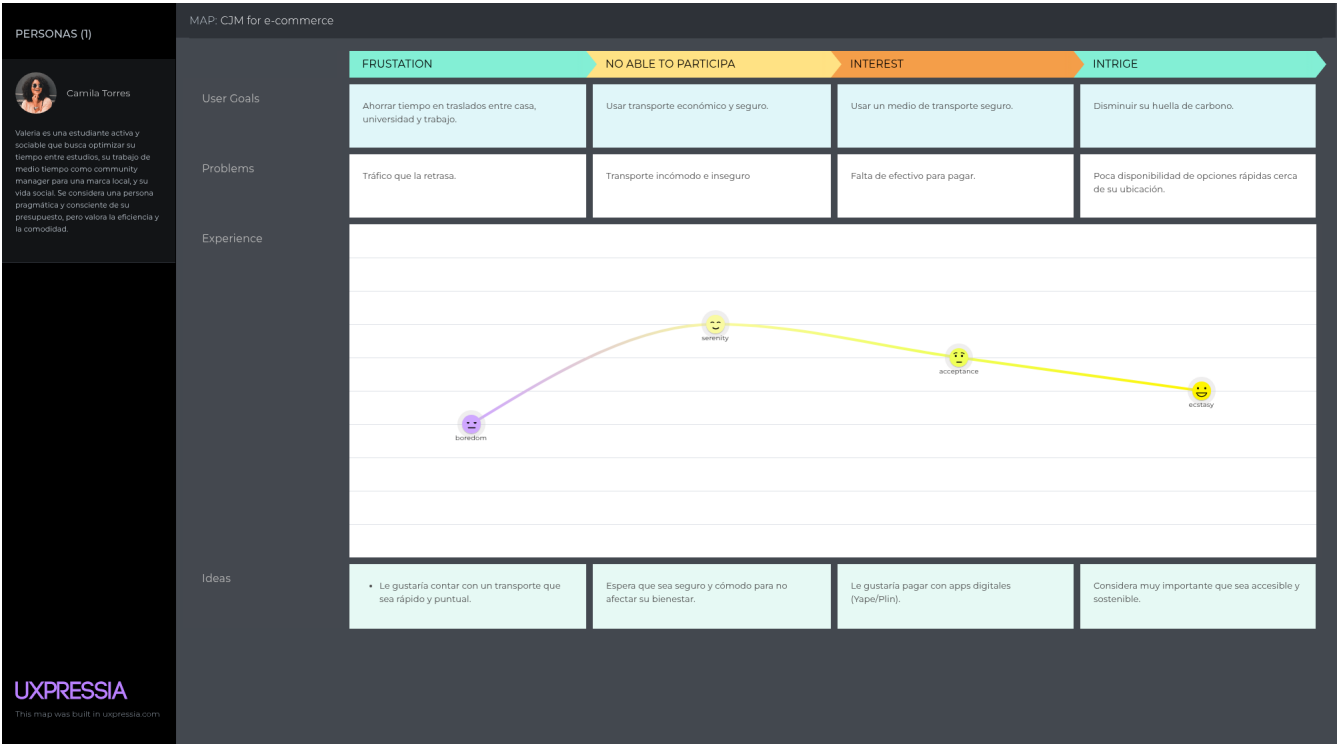 PERSONAS (1)
Camila Torres
Valeria es una estudiante activa y
sociable que busca optimizar su
tiempo entre estudios, su trabajo de
medio tiempo como community
manager para una marca local, y su
vida social. Se considera una persona
pragmática y consciente de su
presupuesto, pero valora la eficiencia y
la comodidad.
UXPRESSIA
This map was built in uxpressia.com
MAP: CJM for e-commerce
FRUSTATION
NO ABLE TO PARTICIPA
INTEREST
INTRIGE
User Goals
Ahorrar tiempo en traslados entre casa,
universidad y trabajo.
Usar transporte económico y seguro.
Usar un medio de transporte seguro.
Disminuir su huella de carbono.
Problems
Tráfico que la retrasa.
Transporte incómodo e inseguro
Falta de efectivo para pagar.
Poca disponibilidad de opciones rápidas cerca
de su ubicación.
Experience
boredom
serenity
acceptance
ecstasy
Ideas
• Le gustaría contar con un transporte que
sea rápido y puntual.
Espera que sea seguro y cómodo para no
afectar su bienestar.
Le gustaría pagar con apps digitales
(Yape/Plin).
Considera muy importante que sea accesible y
sostenible.